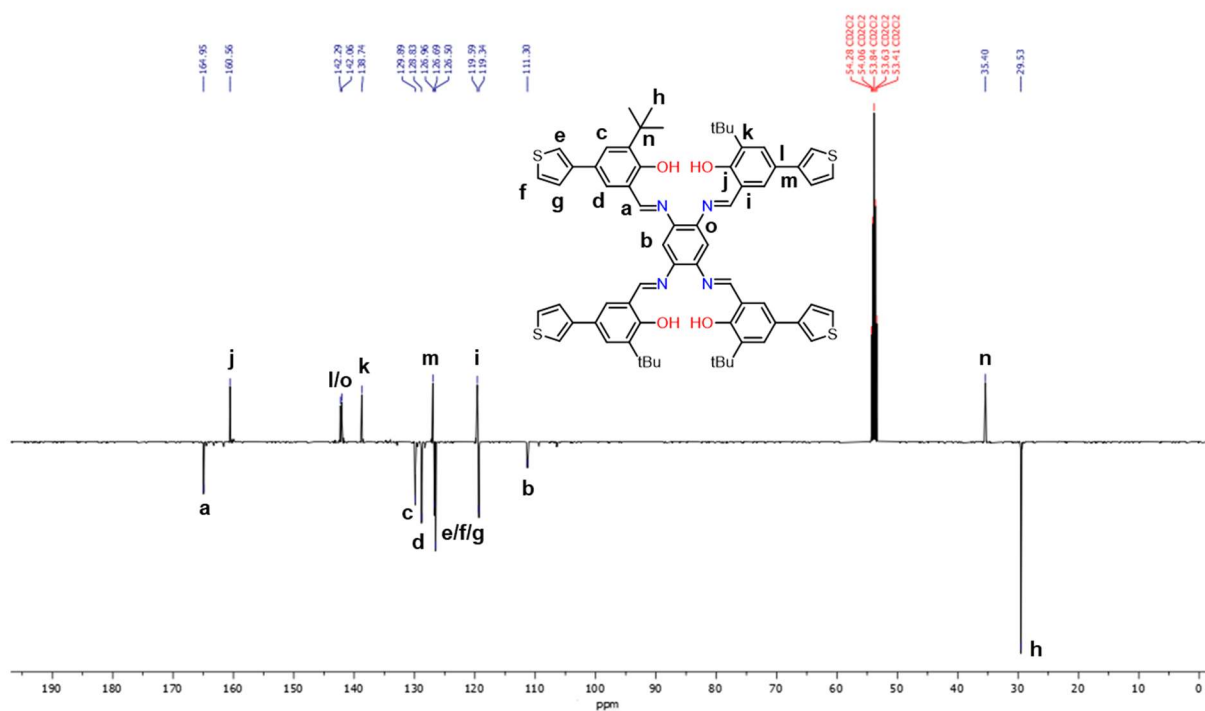 164.95
160.56
142.29
142.06
138.74
129.89
128.83
126.96
126.69
126.50
119.59
119.34
111.30
54.28 CD2Cl2
54.06 CD2Cl2
53.84 CD2Cl2
53.63 CD2Cl2
53.41 CD2Cl2
35.40
29.53
h
e c n tBu k l
S OH HO S
f g d j i m
a N N
b o
N N
S OH HO S
tBu tBu
j l/o k m i n
a c d e/f/g b h
190 180 170 160 150 140 130 120 110 100 90 80 70 60 50 40 30 20 10 0
ppm